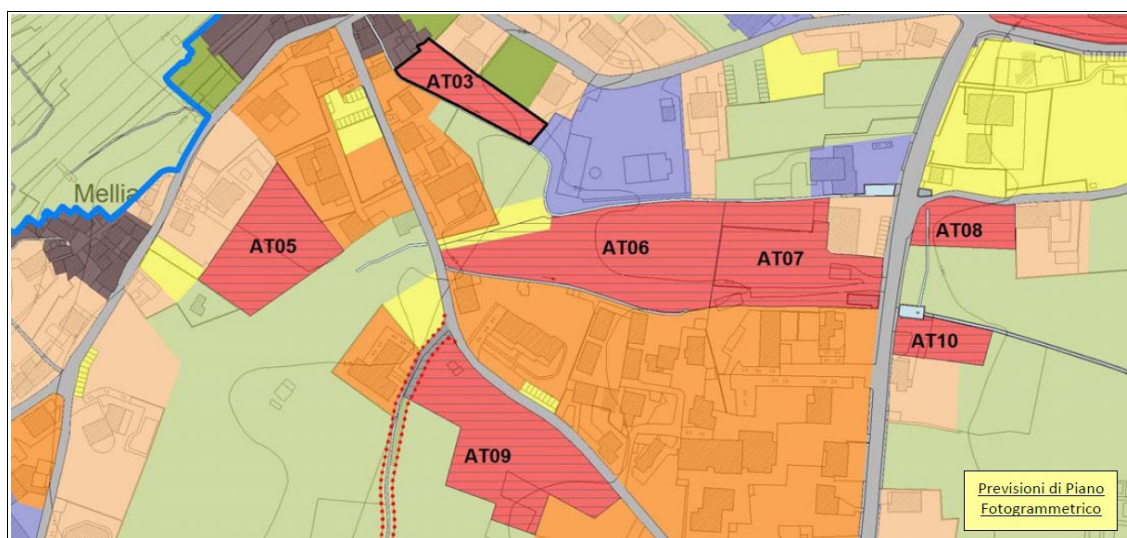 AT03
Mellia
AT05
AT06
AT07
AT08
AT10
AT09
Previsioni di Piano
Fotogrammetrico